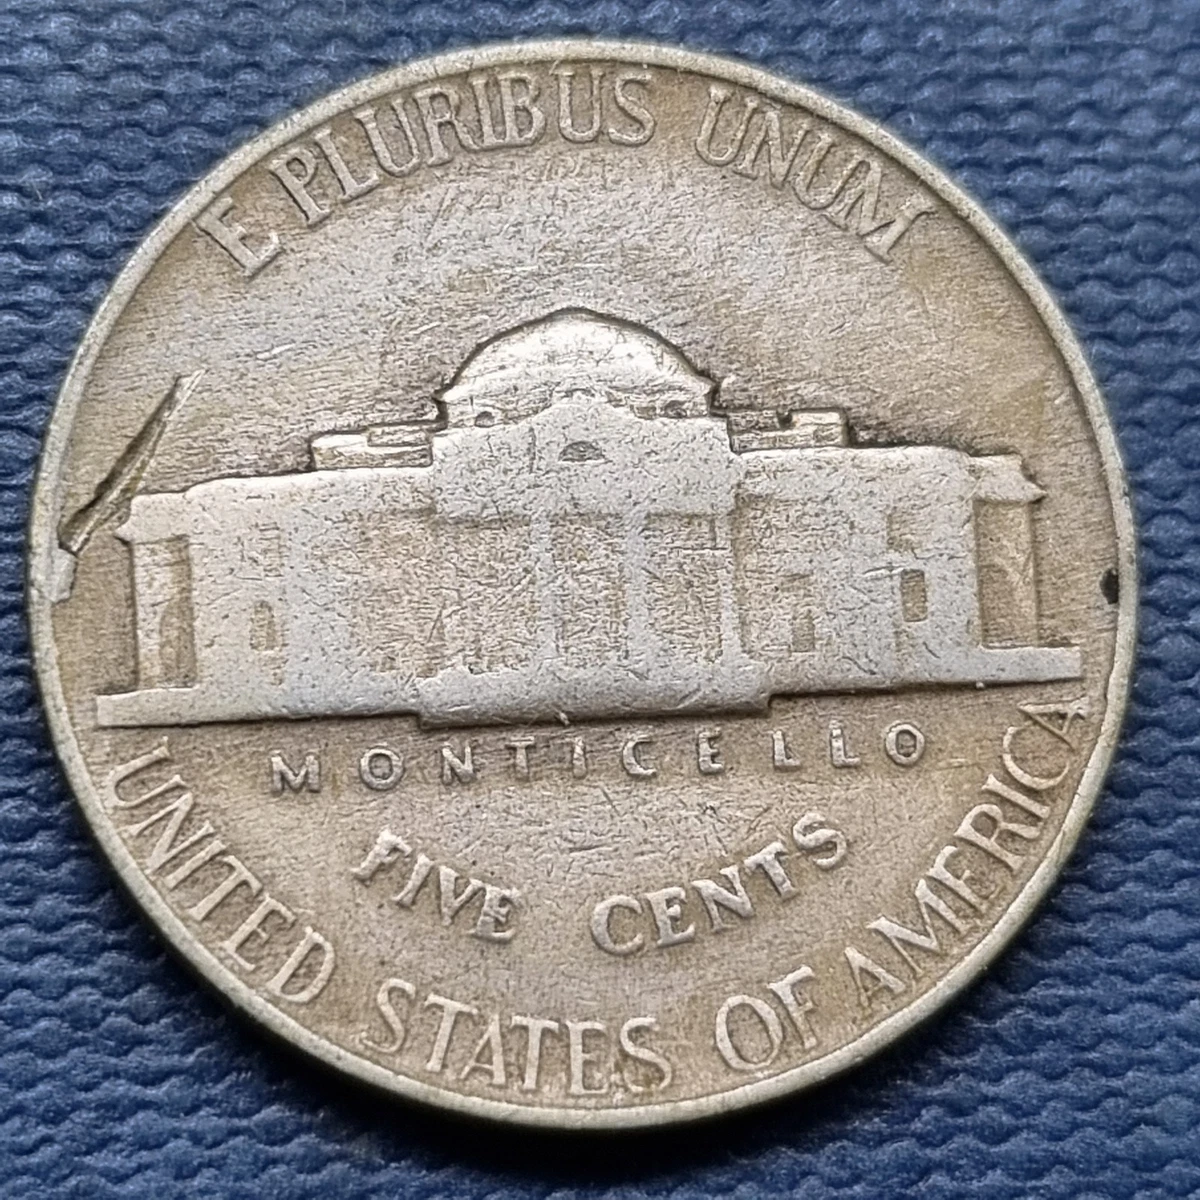 E PLURIBUS UNUM
MONTICELLO
FIVE CENTS
UNITED STATES OF AMERICA